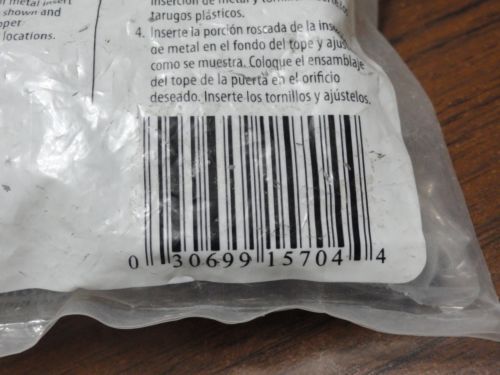 metal insert
shown and
locations.
tarugos plásticos.
4. Inserte la porción roscada de la
de metal en el fondo del tope y
como se muestra. Coloque el ensamblaje
del tope de la puerta en el orificio
deseado. Inserte los tornillos y ajústelos.
0 30699 15704 4